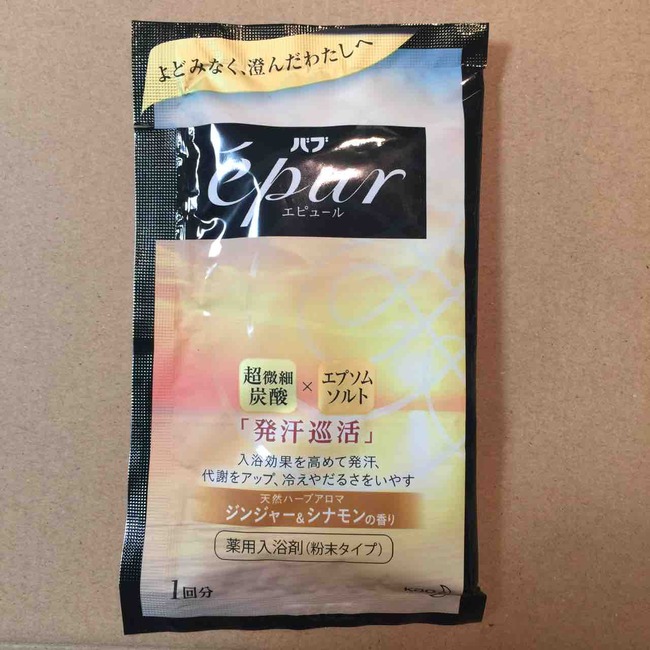 よどみなく、澄んだわたしへ
バブ
épur
エピュール
超微細
炭酸
×
エプソム
ソルト
「発汗巡活」
入浴効果を高めて発汗、
代謝をアップ、冷えやだるさをいやす
天然ハーブアロマ
ジンジャー&シナモンの香り
薬用入浴剤(粉末タイプ)
1回分
Kao